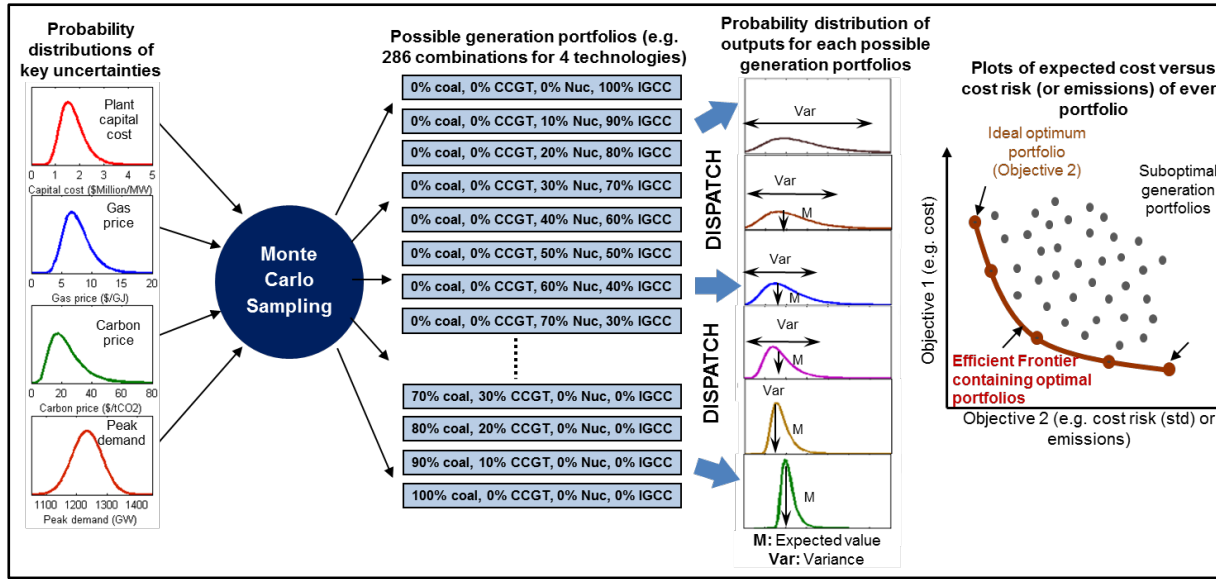 Probability
distributions of
key uncertainties
Plant
capital
cost
0 1 2 3 4 5
Capital cost ($Million/MW)
Gas
price
0 5 10 15 20
Gas price ($/GJ)
Carbon
price
0 20 40 60 80
Carbon price ($/tCO2)
Peak
demand
1100 1200 1300 1400
Peak demand (GW)
Monte
Carlo
Sampling
Possible generation portfolios (e.g.
286 combinations for 4 technologies)
0% coal, 0% CCGT, 0% Nuc, 100% IGCC
0% coal, 0% CCGT, 10% Nuc, 90% IGCC
0% coal, 0% CCGT, 20% Nuc, 80% IGCC
0% coal, 0% CCGT, 30% Nuc, 70% IGCC
0% coal, 0% CCGT, 40% Nuc, 60% IGCC
0% coal, 0% CCGT, 50% Nuc, 50% IGCC
0% coal, 0% CCGT, 60% Nuc, 40% IGCC
0% coal, 0% CCGT, 70% Nuc, 30% IGCC
70% coal, 30% CCGT, 0% Nuc, 0% IGCC
80% coal, 20% CCGT, 0% Nuc, 0% IGCC
90% coal, 10% CCGT, 0% Nuc, 0% IGCC
100% coal, 0% CCGT, 0% Nuc, 0% IGCC
DISPATCH
DISPATCH
Probability distribution of
outputs for each possible
generation portfolios
Var
Var
M
Var
M
Var
M
Var
M
M
M: Expected value
Var: Variance
Plots of expected cost versus
cost risk (or emissions) of ever
portfolio
Ideal optimum
portfolio
(Objective 2)
Suboptimal
generation
portfolios
Objective 1 (e.g. cost)
Efficient Frontier
containing optimal
portfolios
Objective 2 (e.g. cost risk (std) or
emissions)